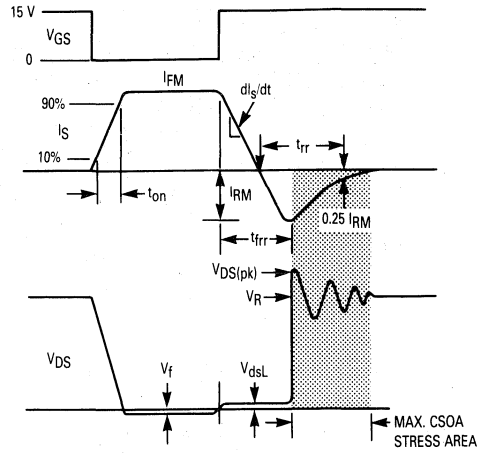 15 V
VGS
0
IFM
dIs/dt
90%
IS
10%
trr
ton
IRM
0.25 IRM
tfrr
VDS(pk)
VR
VDS
Vf
VdsL
MAX. CSOA
STRESS AREA